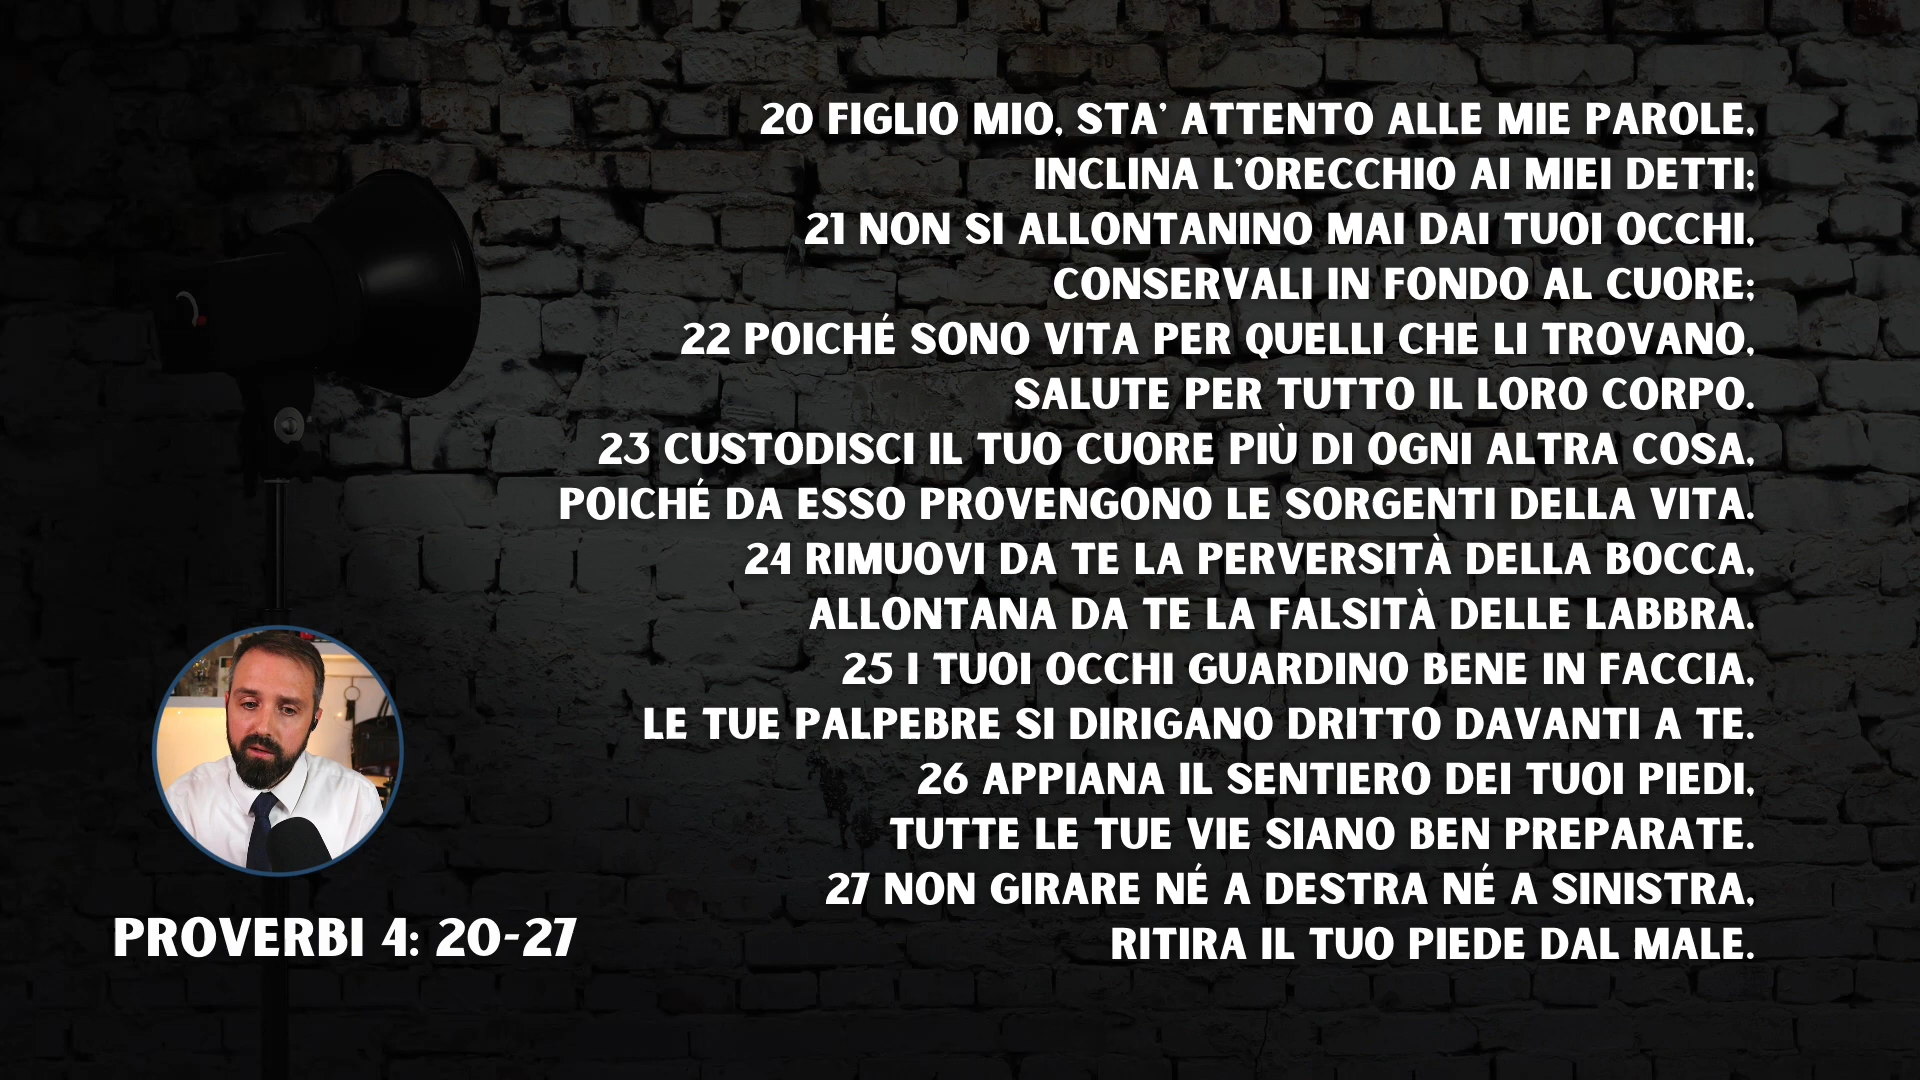 20 FIGLIO MIO, STA' ATTENTO ALLE MIE PAROLE,
INCLINA L'ORECCHIO AI MIEI DETTI;
21 NON SI ALLONTANINO MAI DAI TUOI OCCHI,
CONSERVALI IN FONDO AL CUORE;
22 POICHÉ SONO VITA PER QUELLI CHE LI TROVANO,
SALUTE PER TUTTO IL LORO CORPO.
23 CUSTODISCI IL TUO CUORE PIÙ DI OGNI ALTRA COSA,
POICHÉ DA ESSO PROVENGONO LE SORGENTI DELLA VITA.
24 RIMUOVI DA TE LA PERVERSITÀ DELLA BOCCA,
ALLONTANA DA TE LA FALSITÀ DELLE LABBRA.
25 I TUOI OCCHI GUARDINO BENE IN FACCIA,
LE TUE PALPEBRE SI DIRIGANO DRITTO DAVANTI A TE.
26 APPIANA IL SENTIERO DEI TUOI PIEDI,
TUTTE LE TUE VIE SIANO BEN PREPARATE.
27 NON GIRARE NÉ A DESTRA NÉ A SINISTRA,
RITIRA IL TUO PIEDE DAL MALE.
PROVERBI 4: 20-27